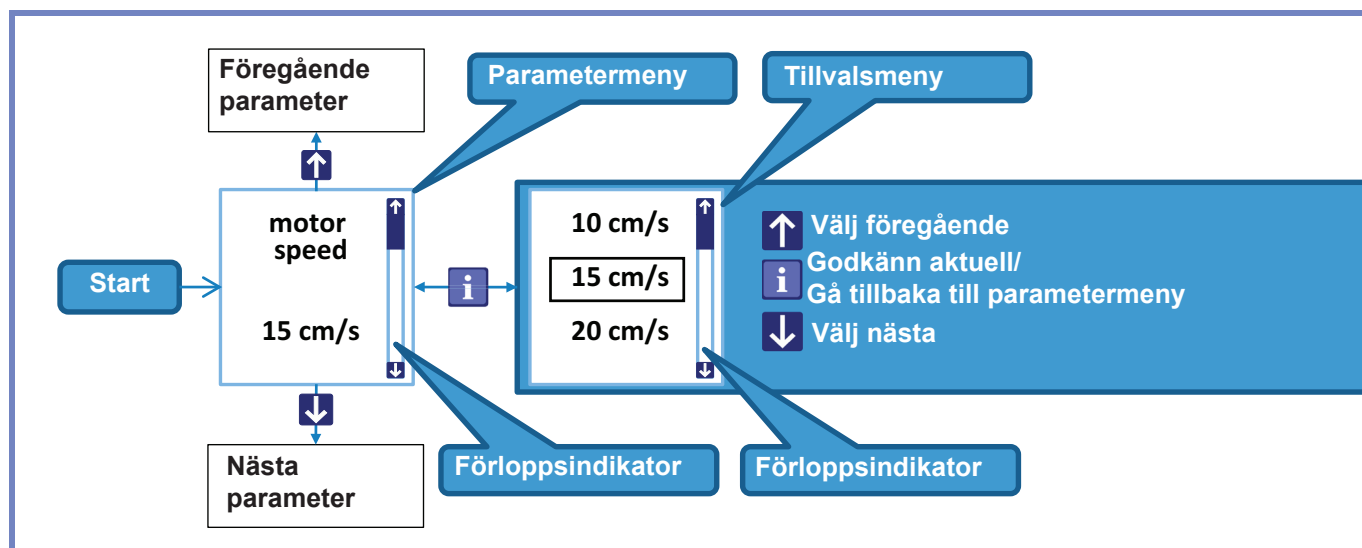 Föregående
parameter
Parametermeny
Tillvalsmeny
motor
speed
15 cm/s
Start
i
10 cm/s
15 cm/s
20 cm/s
Välj föregående
i
Godkänn aktuell/
Gå tillbaka till parametermeny
Välj nästa
Nästa
parameter
Förloppsindikator
Förloppsindikator